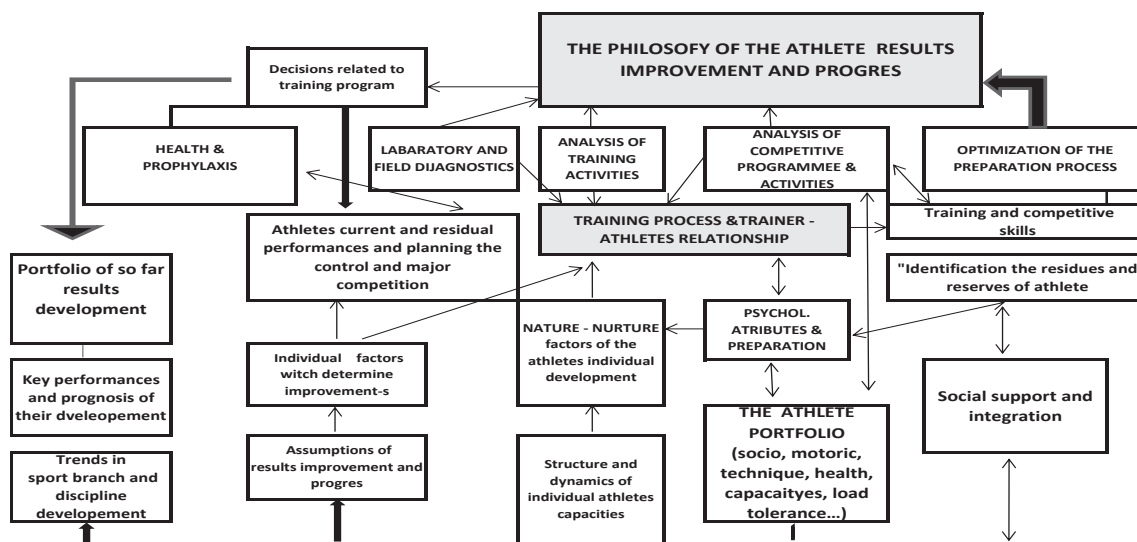 THE PHILOSOFY OF THE ATHLETE RESULTS
IMPROVEMENT AND PROGRES
Decisions related to
training program
HEALTH &
PROPHYLAXIS
LABARATORY AND
FIELD DIJAGNOSTICS
ANALYSIS OF
TRAINING
ACTIVITIES
ANALYSIS OF
COMPETITIVE
PROGRAMMEE &
ACTIVITIES
OPTIMIZATION OF THE
PREPARATION PROCESS
Athletes current and residual
performances and planning the
control and major
competition
TRAINING PROCESS &TRAINER -
ATHLETES RELATIONSHIP
Training and competitive
skills
Portfolio of so far
results
development
"Identification the residues and
reserves of athlete
NATURE - NURTURE
factors of the
athletes individual
development
PSYCHOL.
ATRIBUTES &
PREPARATION
Individual factors
witch determine
improvement-s
Key performances
and prognosis of
their dveleopement
Social support and
integration
THE ATHLETE
PORTFOLIO
(socio, motoric,
technique, health,
capacaityes, load
tolerance...)
Trends in
sport branch and
discipline
developement
Assumptions of
results improvement and
progres
Structure and
dynamics of
individual athletes
capacities